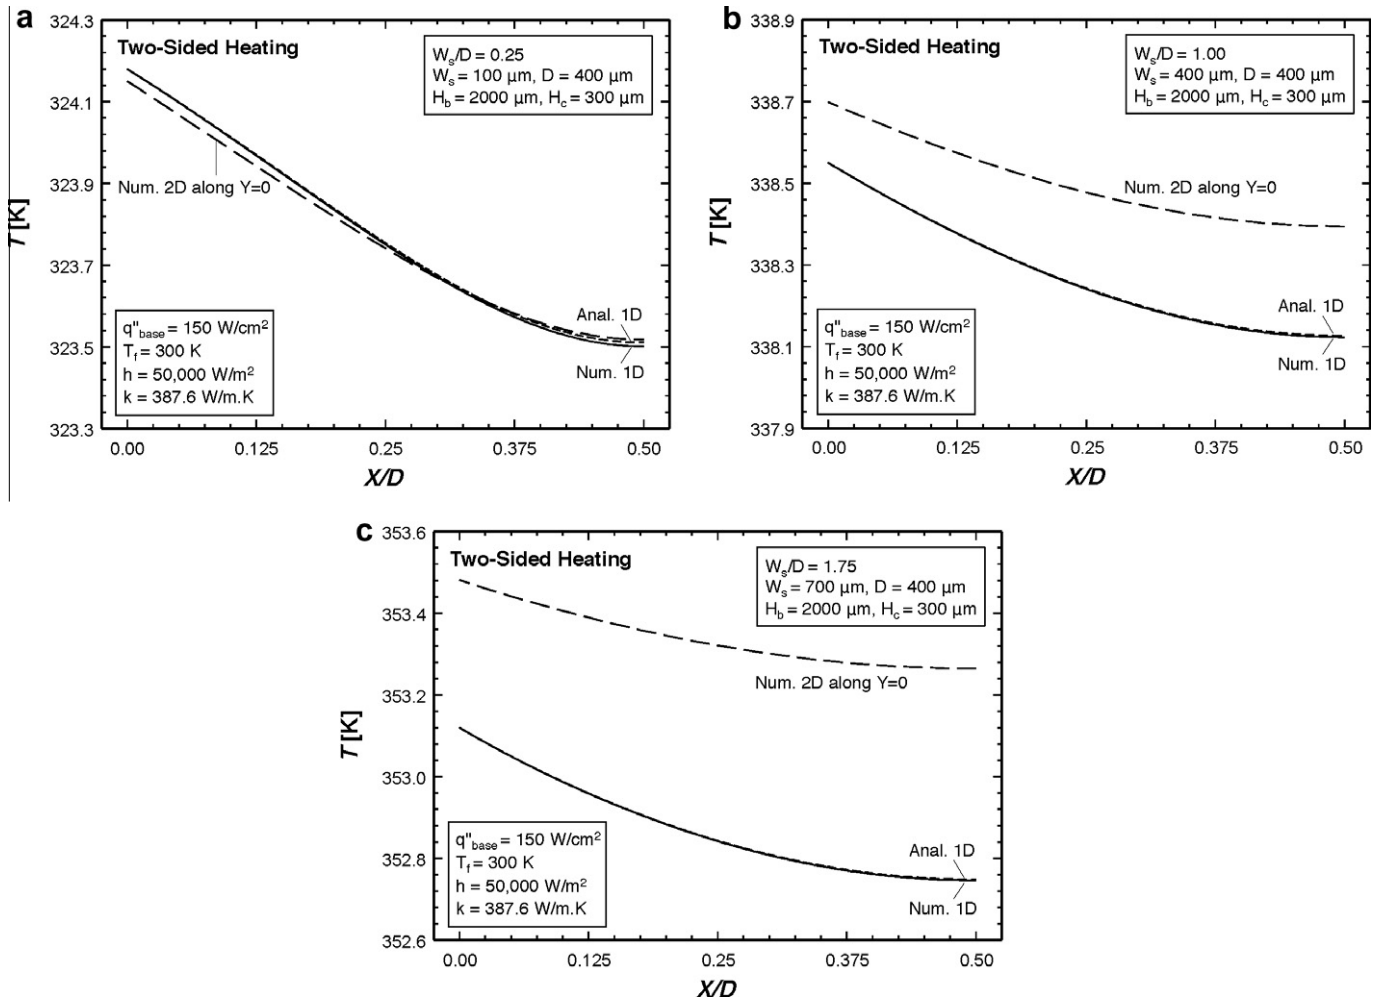 a
Two-Sided Heating
Wₛ/D = 0.25
Wₛ = 100 µm, D = 400 µm
H_b = 2000 µm, H_c = 300 µm
324.3
324.1
323.9
323.7
323.5
323.3
T [K]
Num. 2D along Y=0
Anal. 1D
Num. 1D
q"_base = 150 W/cm²
T_f = 300 K
h = 50,000 W/m²
k = 387.6 W/m.K
0.00 0.125 0.25 0.375 0.50
X/D
b
Two-Sided Heating
Wₛ/D = 1.00
Wₛ = 400 µm, D = 400 µm
H_b = 2000 µm, H_c = 300 µm
338.9
338.7
338.5
338.3
338.1
337.9
T [K]
Num. 2D along Y=0
Anal. 1D
Num. 1D
q"_base = 150 W/cm²
T_f = 300 K
h = 50,000 W/m²
k = 387.6 W/m.K
0.00 0.125 0.25 0.375 0.50
X/D
c
Two-Sided Heating
Wₛ/D = 1.75
Wₛ = 700 µm, D = 400 µm
H_b = 2000 µm, H_c = 300 µm
353.6
353.4
353.2
353.0
352.8
352.6
T [K]
Num. 2D along Y=0
Anal. 1D
Num. 1D
q"_base = 150 W/cm²
T_f = 300 K
h = 50,000 W/m²
k = 387.6 W/m.K
0.00 0.125 0.25 0.375 0.50
X/D